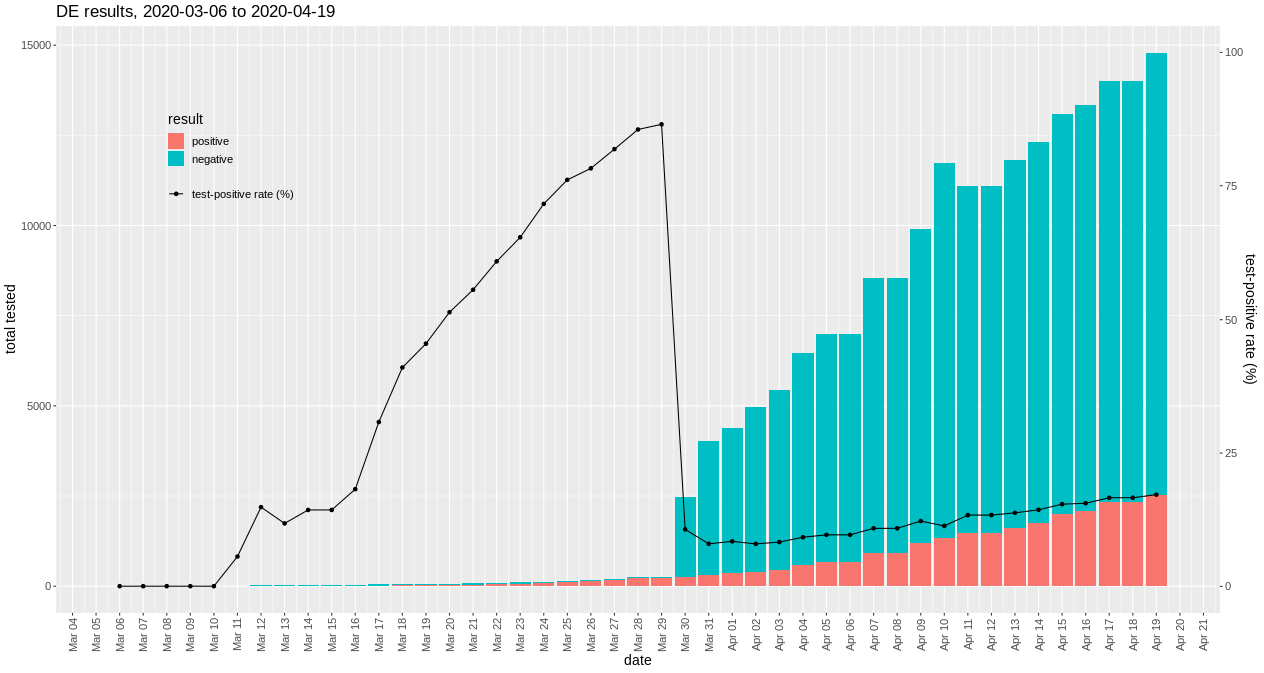 DE results, 2020-03-06 to 2020-04-19
15000
10000
5000
0
total tested
result
positive
negative
test-positive rate (%)
100
75
50
25
0
test-positive rate (%)
Mar 04
Mar 05
Mar 06
Mar 07
Mar 08
Mar 09
Mar 10
Mar 11
Mar 12
Mar 13
Mar 14
Mar 15
Mar 16
Mar 17
Mar 18
Mar 19
Mar 20
Mar 21
Mar 22
Mar 23
Mar 24
Mar 25
Mar 26
Mar 27
Mar 28
Mar 29
Mar 30
Mar 31
Apr 01
Apr 02
Apr 03
Apr 04
Apr 05
Apr 06
Apr 07
Apr 08
Apr 09
Apr 10
Apr 11
Apr 12
Apr 13
Apr 14
Apr 15
Apr 16
Apr 17
Apr 18
Apr 19
Apr 20
Apr 21
date